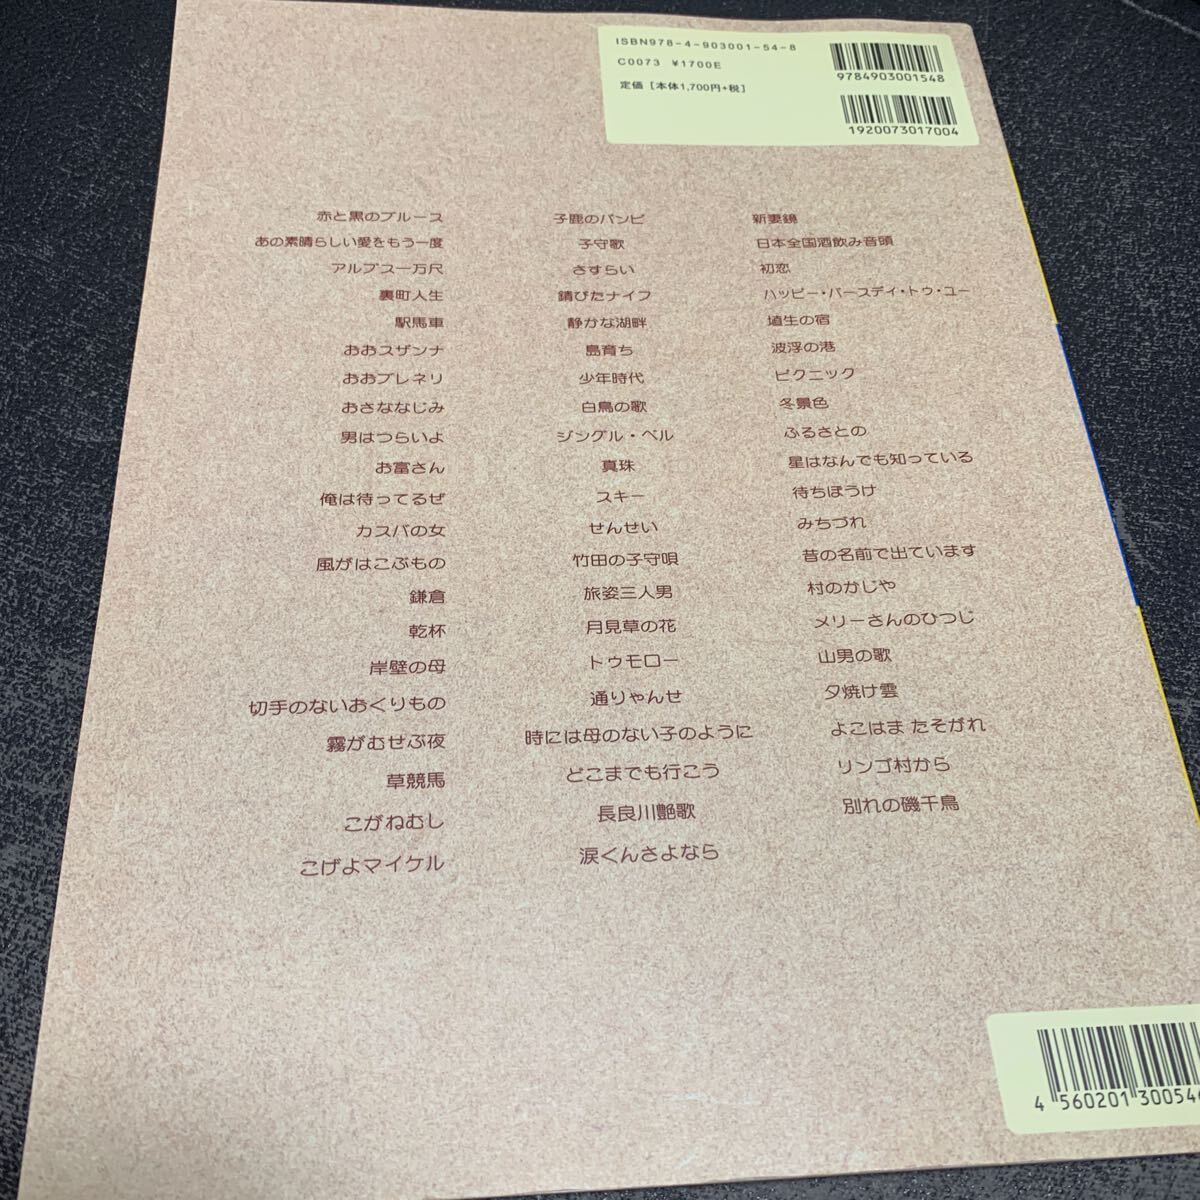 ISBN978-4-903001-54-8
C0073 ¥1700E
定価［本体1,700円+税］
9784903001548
1920073017004
赤と黒のブルース
あの素晴らしい愛をもう一度
アルプス一万尺
裏町人生
駅馬車
おおスザンナ
おおブレネリ
おさななじみ
男はつらいよ
お富さん
俺は待ってるぜ
カスバの女
風がはこぶもの
鎌倉
乾杯
岸壁の母
切手のないおくりもの
霧がむせぶ夜
草競馬
こがねむし
こげよマイケル
子鹿のバンビ
子守歌
さすらい
錆びたナイフ
静かな湖畔
島育ち
少年時代
白鳥の歌
ジングル・ベル
真珠
スキー
せんせい
竹田の子守唄
旅姿三人男
月見草の花
トゥモロー
通りゃんせ
時には母のない子のように
どこまでも行こう
長良川艶歌
涙くんさよなら
新妻鏡
日本全国酒飲み音頭
初恋
ハッピー・バースディ・トゥ・ユー
埴生の宿
波浮の港
ピクニック
冬景色
ふるさとの
星はなんでも知っている
待ちぼうけ
みちづれ
昔の名前で出ています
村のかじや
メリーさんのひつじ
山男の歌
夕焼け雲
よこはま たそがれ
リンゴ村から
別れの磯千鳥
4 560201 300546